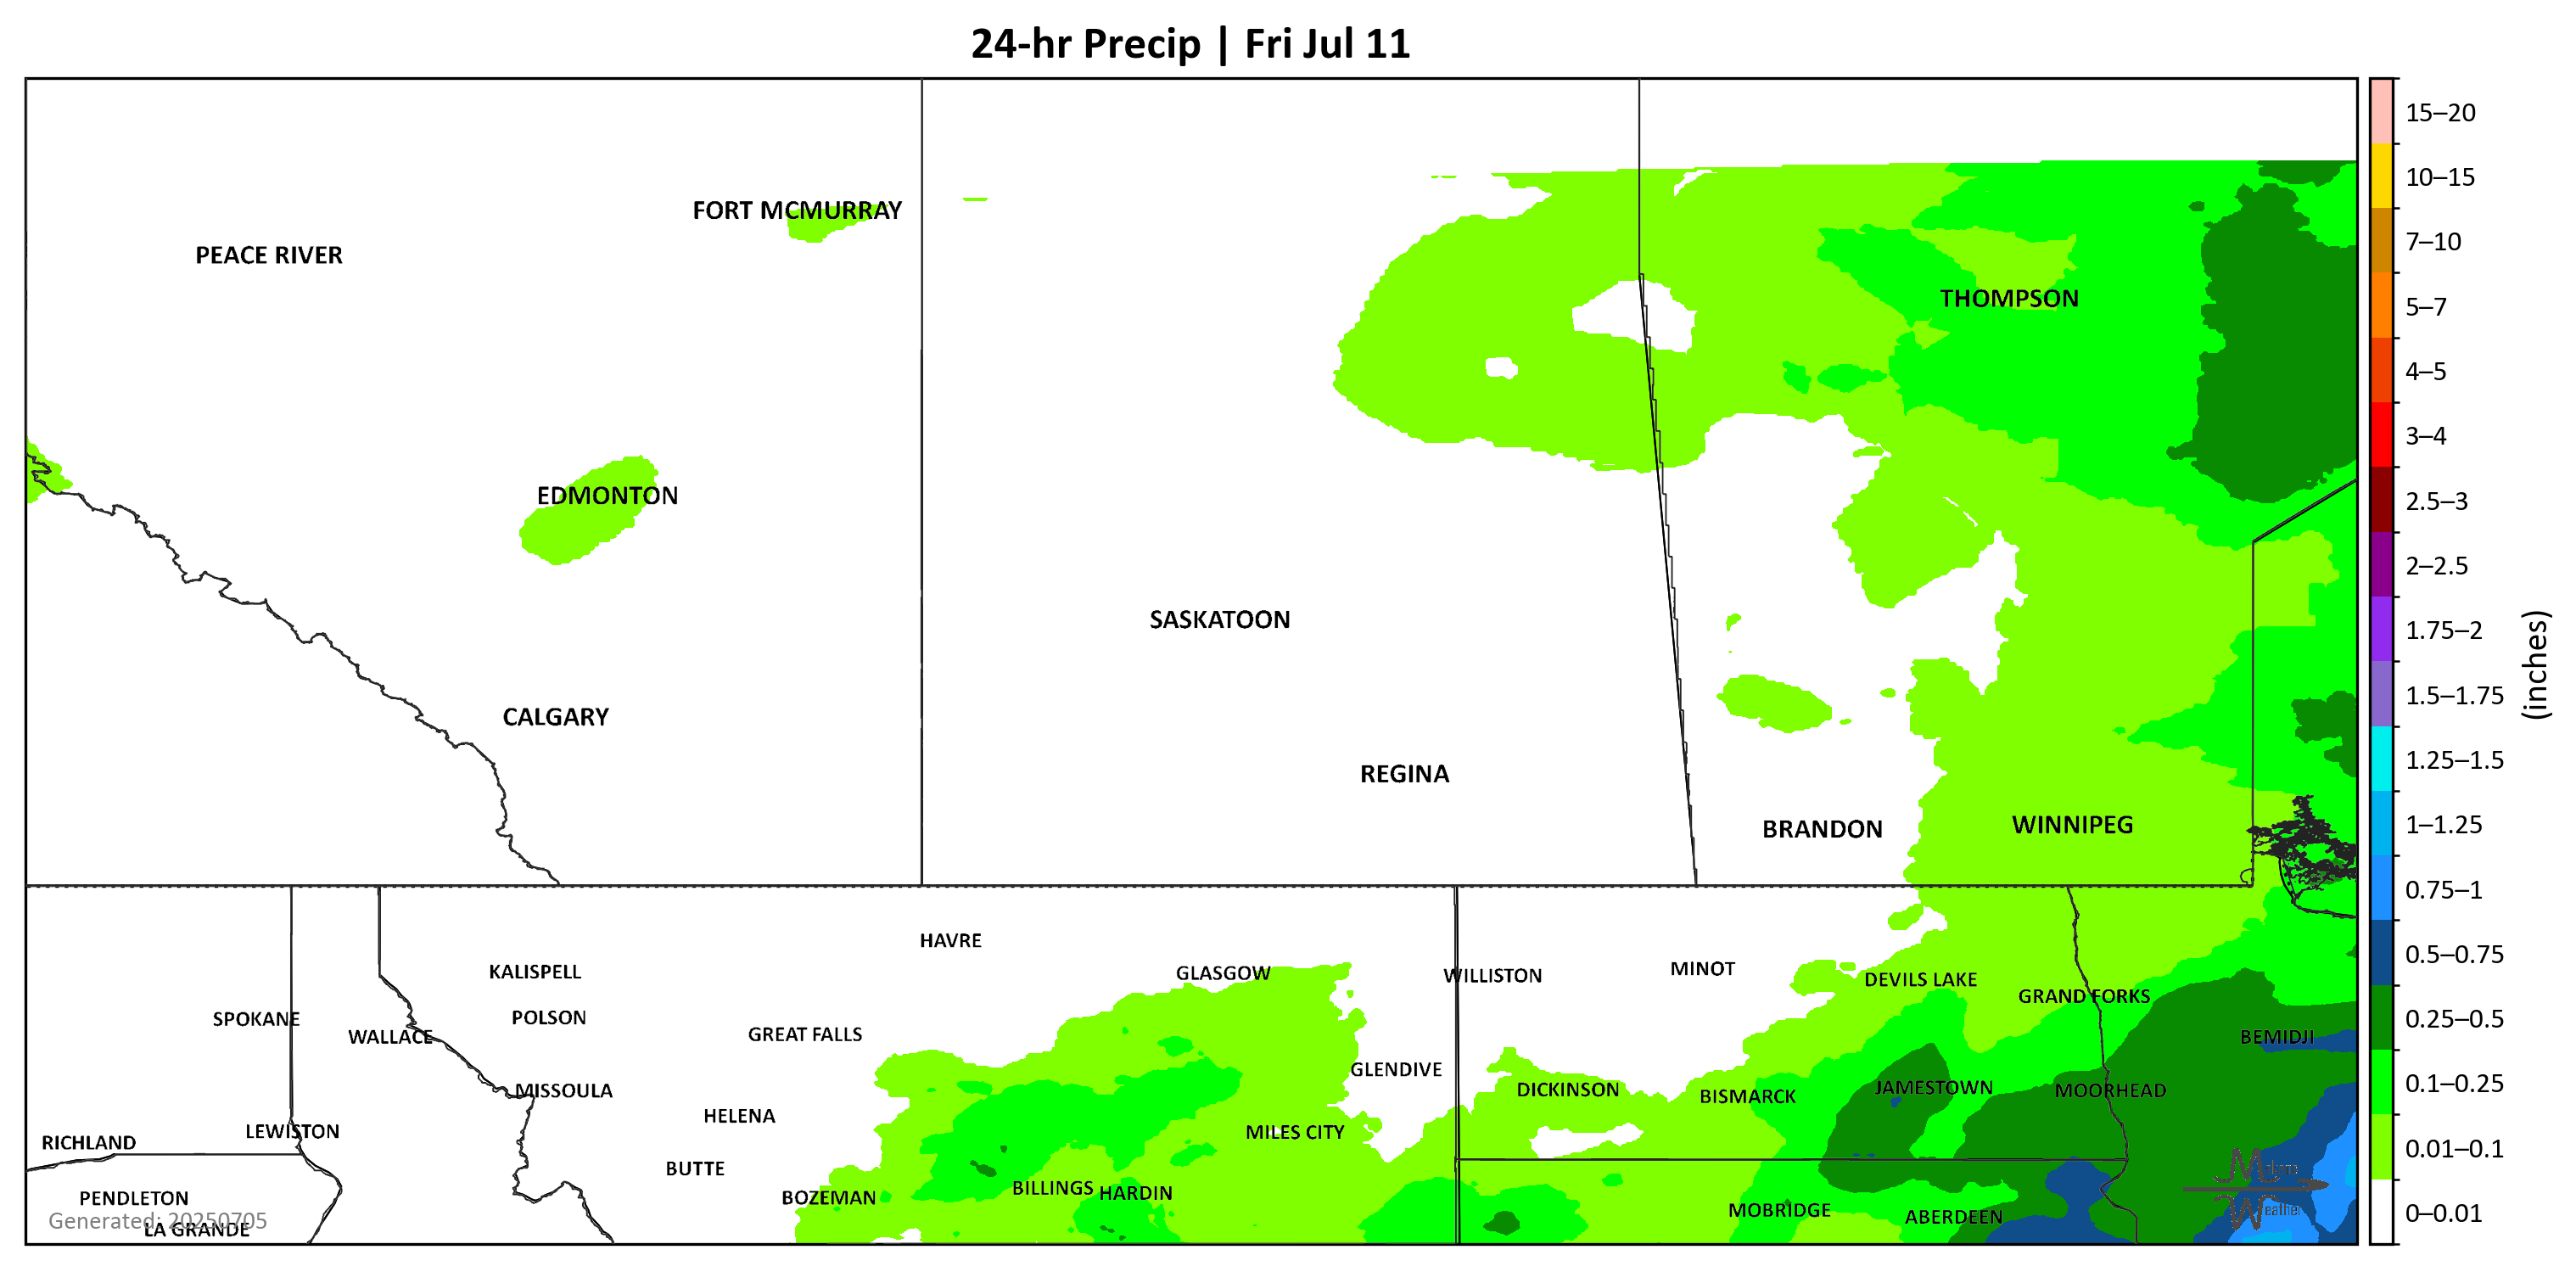 24-hr Precip | Fri Jul 11
FORT MCMURRAY
PEACE RIVER
THOMPSON
EDMONTON
SASKATOON
CALGARY
REGINA
BRANDON
WINNIPEG
HAVRE
KALISPELL
GLASGOW
WILLISTON
MINOT
DEVILS LAKE
SPOKANE
POLSON
GRAND FORKS
WALLACE
GREAT FALLS
BEMIDJI
GLENDIVE
MISSOULA
DICKINSON
BISMARCK
JAMESTOWN
MOORHEAD
HELENA
RICHLAND
LEWISTON
MILES CITY
BUTTE
PENDLETON
BOZEMAN
BILLINGS
HARDIN
MOBRIDGE
ABERDEEN
Generated: 20250705
LA GRANDE
Weather
15–20
10–15
7–10
5–7
4–5
3–4
2.5–3
2–2.5
1.75–2
1.5–1.75
1.25–1.5
1–1.25
0.75–1
0.5–0.75
0.25–0.5
0.1–0.25
0.01–0.1
0–0.01
(inches)